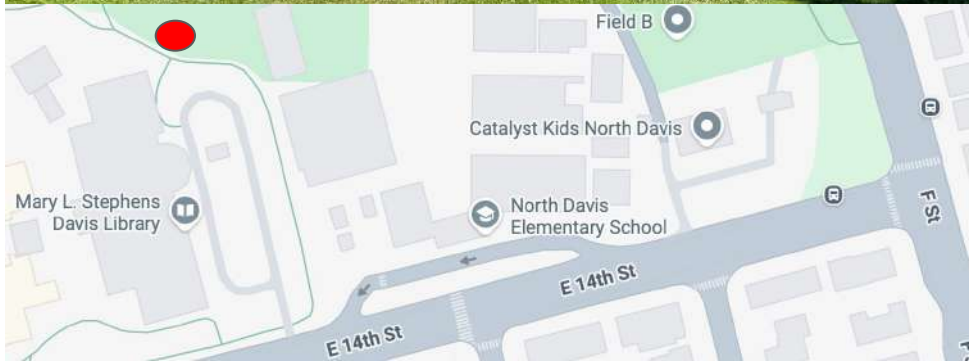 Field B
Catalyst Kids North Davis
Mary L. Stephens
Davis Library
North Davis
Elementary School
F St
E 14th St
E 14th St